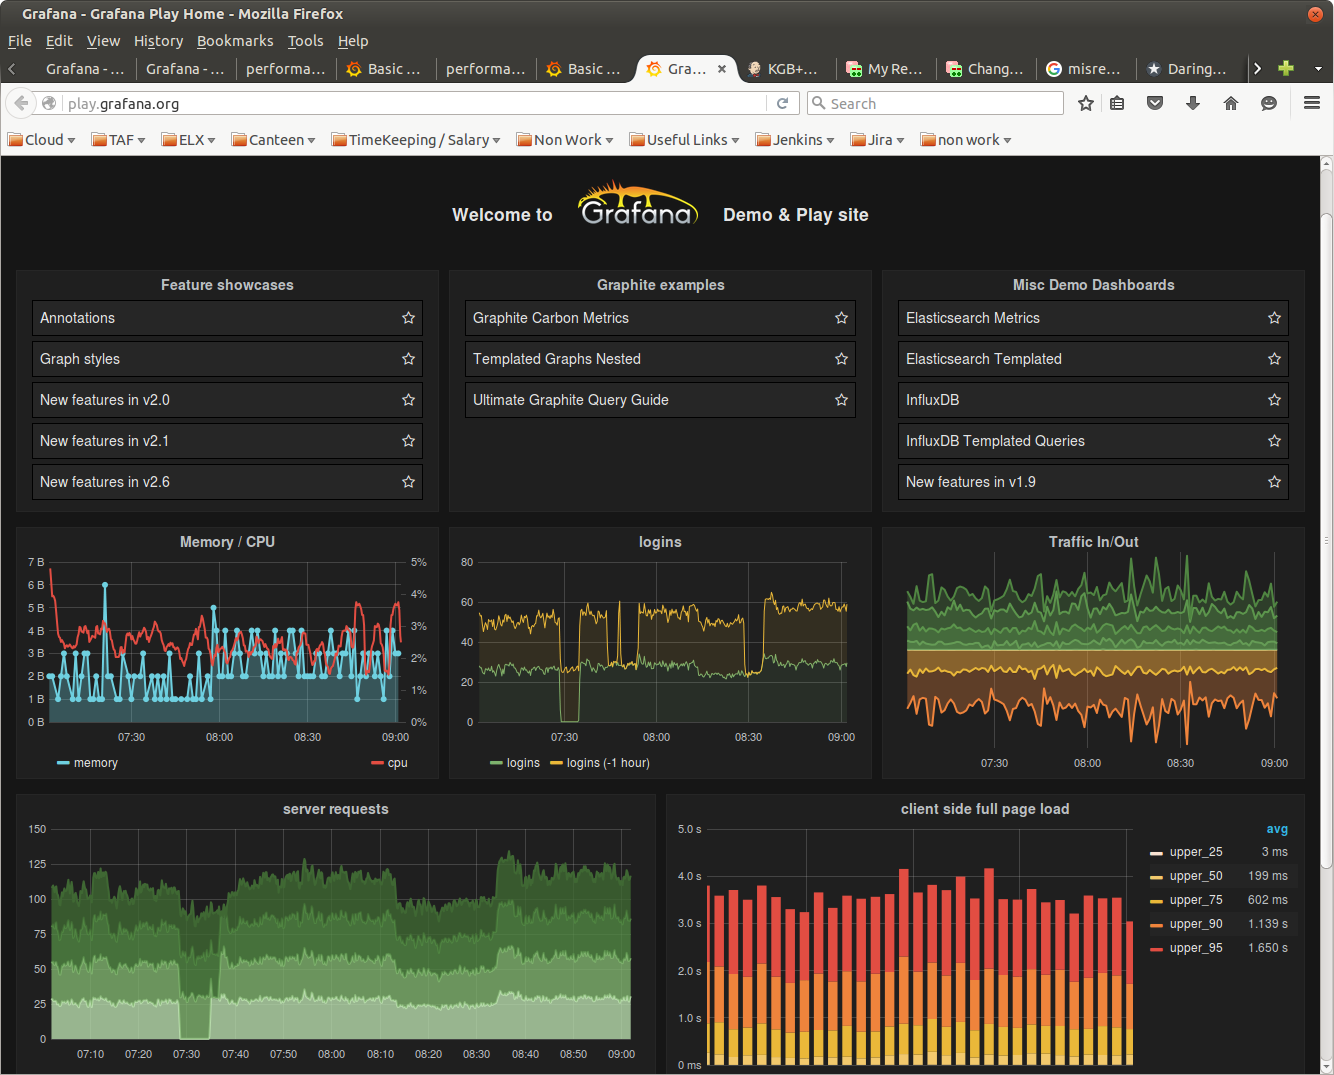 Grafana - Grafana Play Home - Mozilla Firefox
File Edit View History Bookmarks Tools Help
Grafana - ... Grafana - ... performa... Basic ... performa... Basic ... Gra... KGB+... My Re... Chang... misre... Daring...
play.grafana.org Search
Cloud TAF ELX Canteen TimeKeeping / Salary Non Work Useful Links Jenkins Jira non work
Welcome to Grafana Demo & Play site
Feature showcases
Annotations
Graph styles
New features in v2.0
New features in v2.1
New features in v2.6
Graphite examples
Graphite Carbon Metrics
Templated Graphs Nested
Ultimate Graphite Query Guide
Misc Demo Dashboards
Elasticsearch Metrics
Elasticsearch Templated
InfluxDB
InfluxDB Templated Queries
New features in v1.9
Memory / CPU
7 B 5%
6 B 4%
5 B
4 B 3%
3 B 2%
2 B
1 B 1%
0 B 0%
07:30 08:00 08:30 09:00
memory cpu
logins
80
60
40
20
0
07:30 08:00 08:30 09:00
logins logins (-1 hour)
Traffic In/Out
07:30 08:00 08:30 09:00
server requests
150
125
100
75
50
25
0
07:10 07:20 07:30 07:40 07:50 08:00 08:10 08:20 08:30 08:40 08:50 09:00
client side full page load
5.0 s
4.0 s
3.0 s
2.0 s
1.0 s
0 ms
avg
upper_25 3 ms
upper_50 199 ms
upper_75 602 ms
upper_90 1.139 s
upper_95 1.650 s